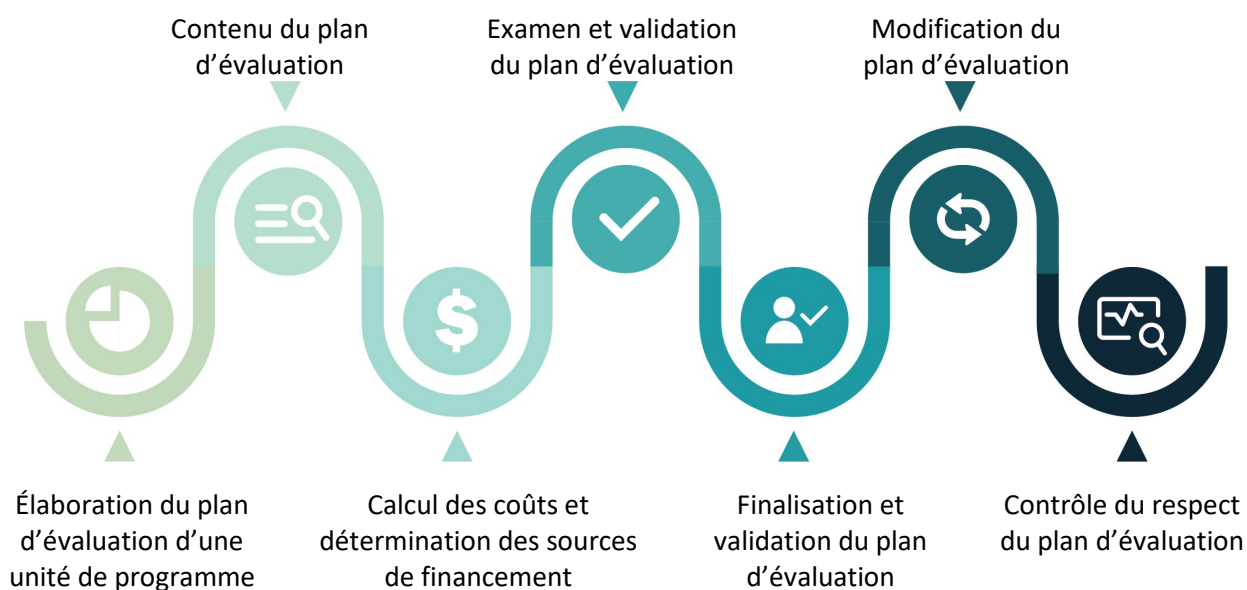 Contenu du plan
d’évaluation
Examen et validation
du plan d’évaluation
Modification du
plan d’évaluation
$
Élaboration du plan
d’évaluation d’une
unité de programme
Calcul des coûts et
détermination des sources
de financement
Finalisation et
validation du plan
d’évaluation
Contrôle du respect
du plan d’évaluation